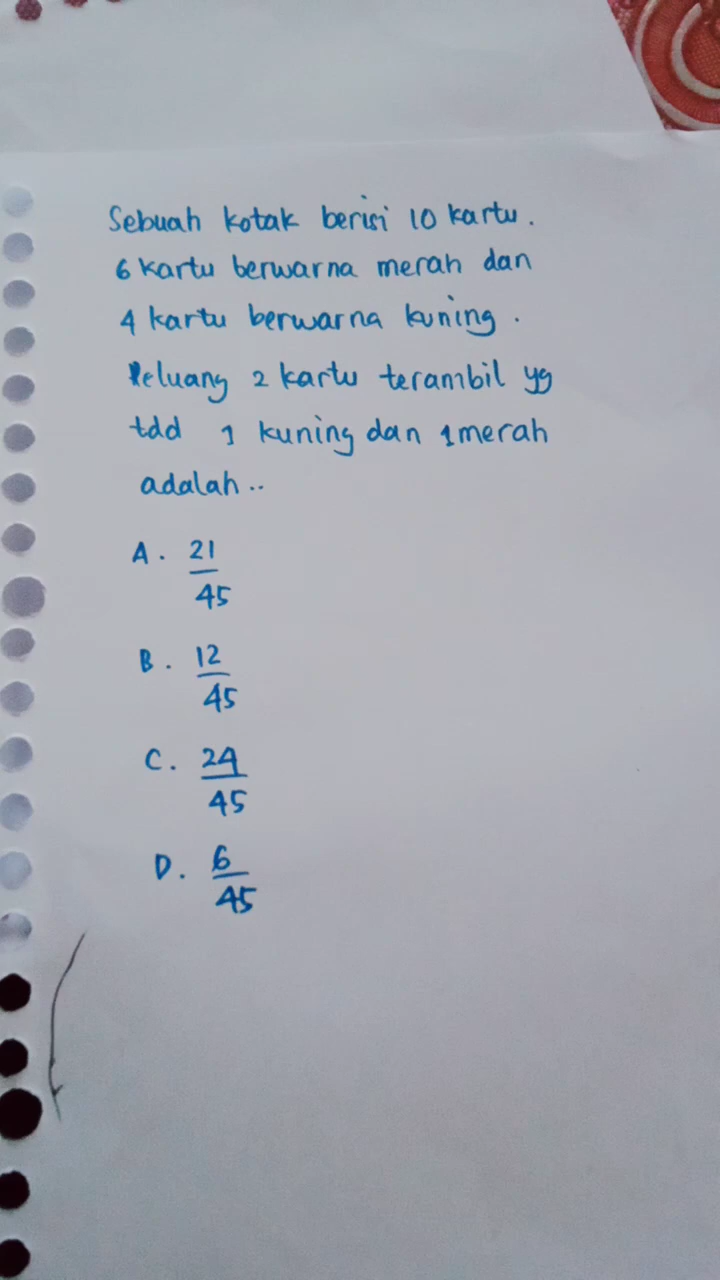 Sebuah kotak berisi 10 kartu.
6 kartu berwarna merah dan
4 kartu berwarna kuning.
Peluang 2 kartu terambil yg
tdd 1 kuning dan 1 merah
adalah..
A. 21/45
B. 12/45
C. 24/45
D. 6/45